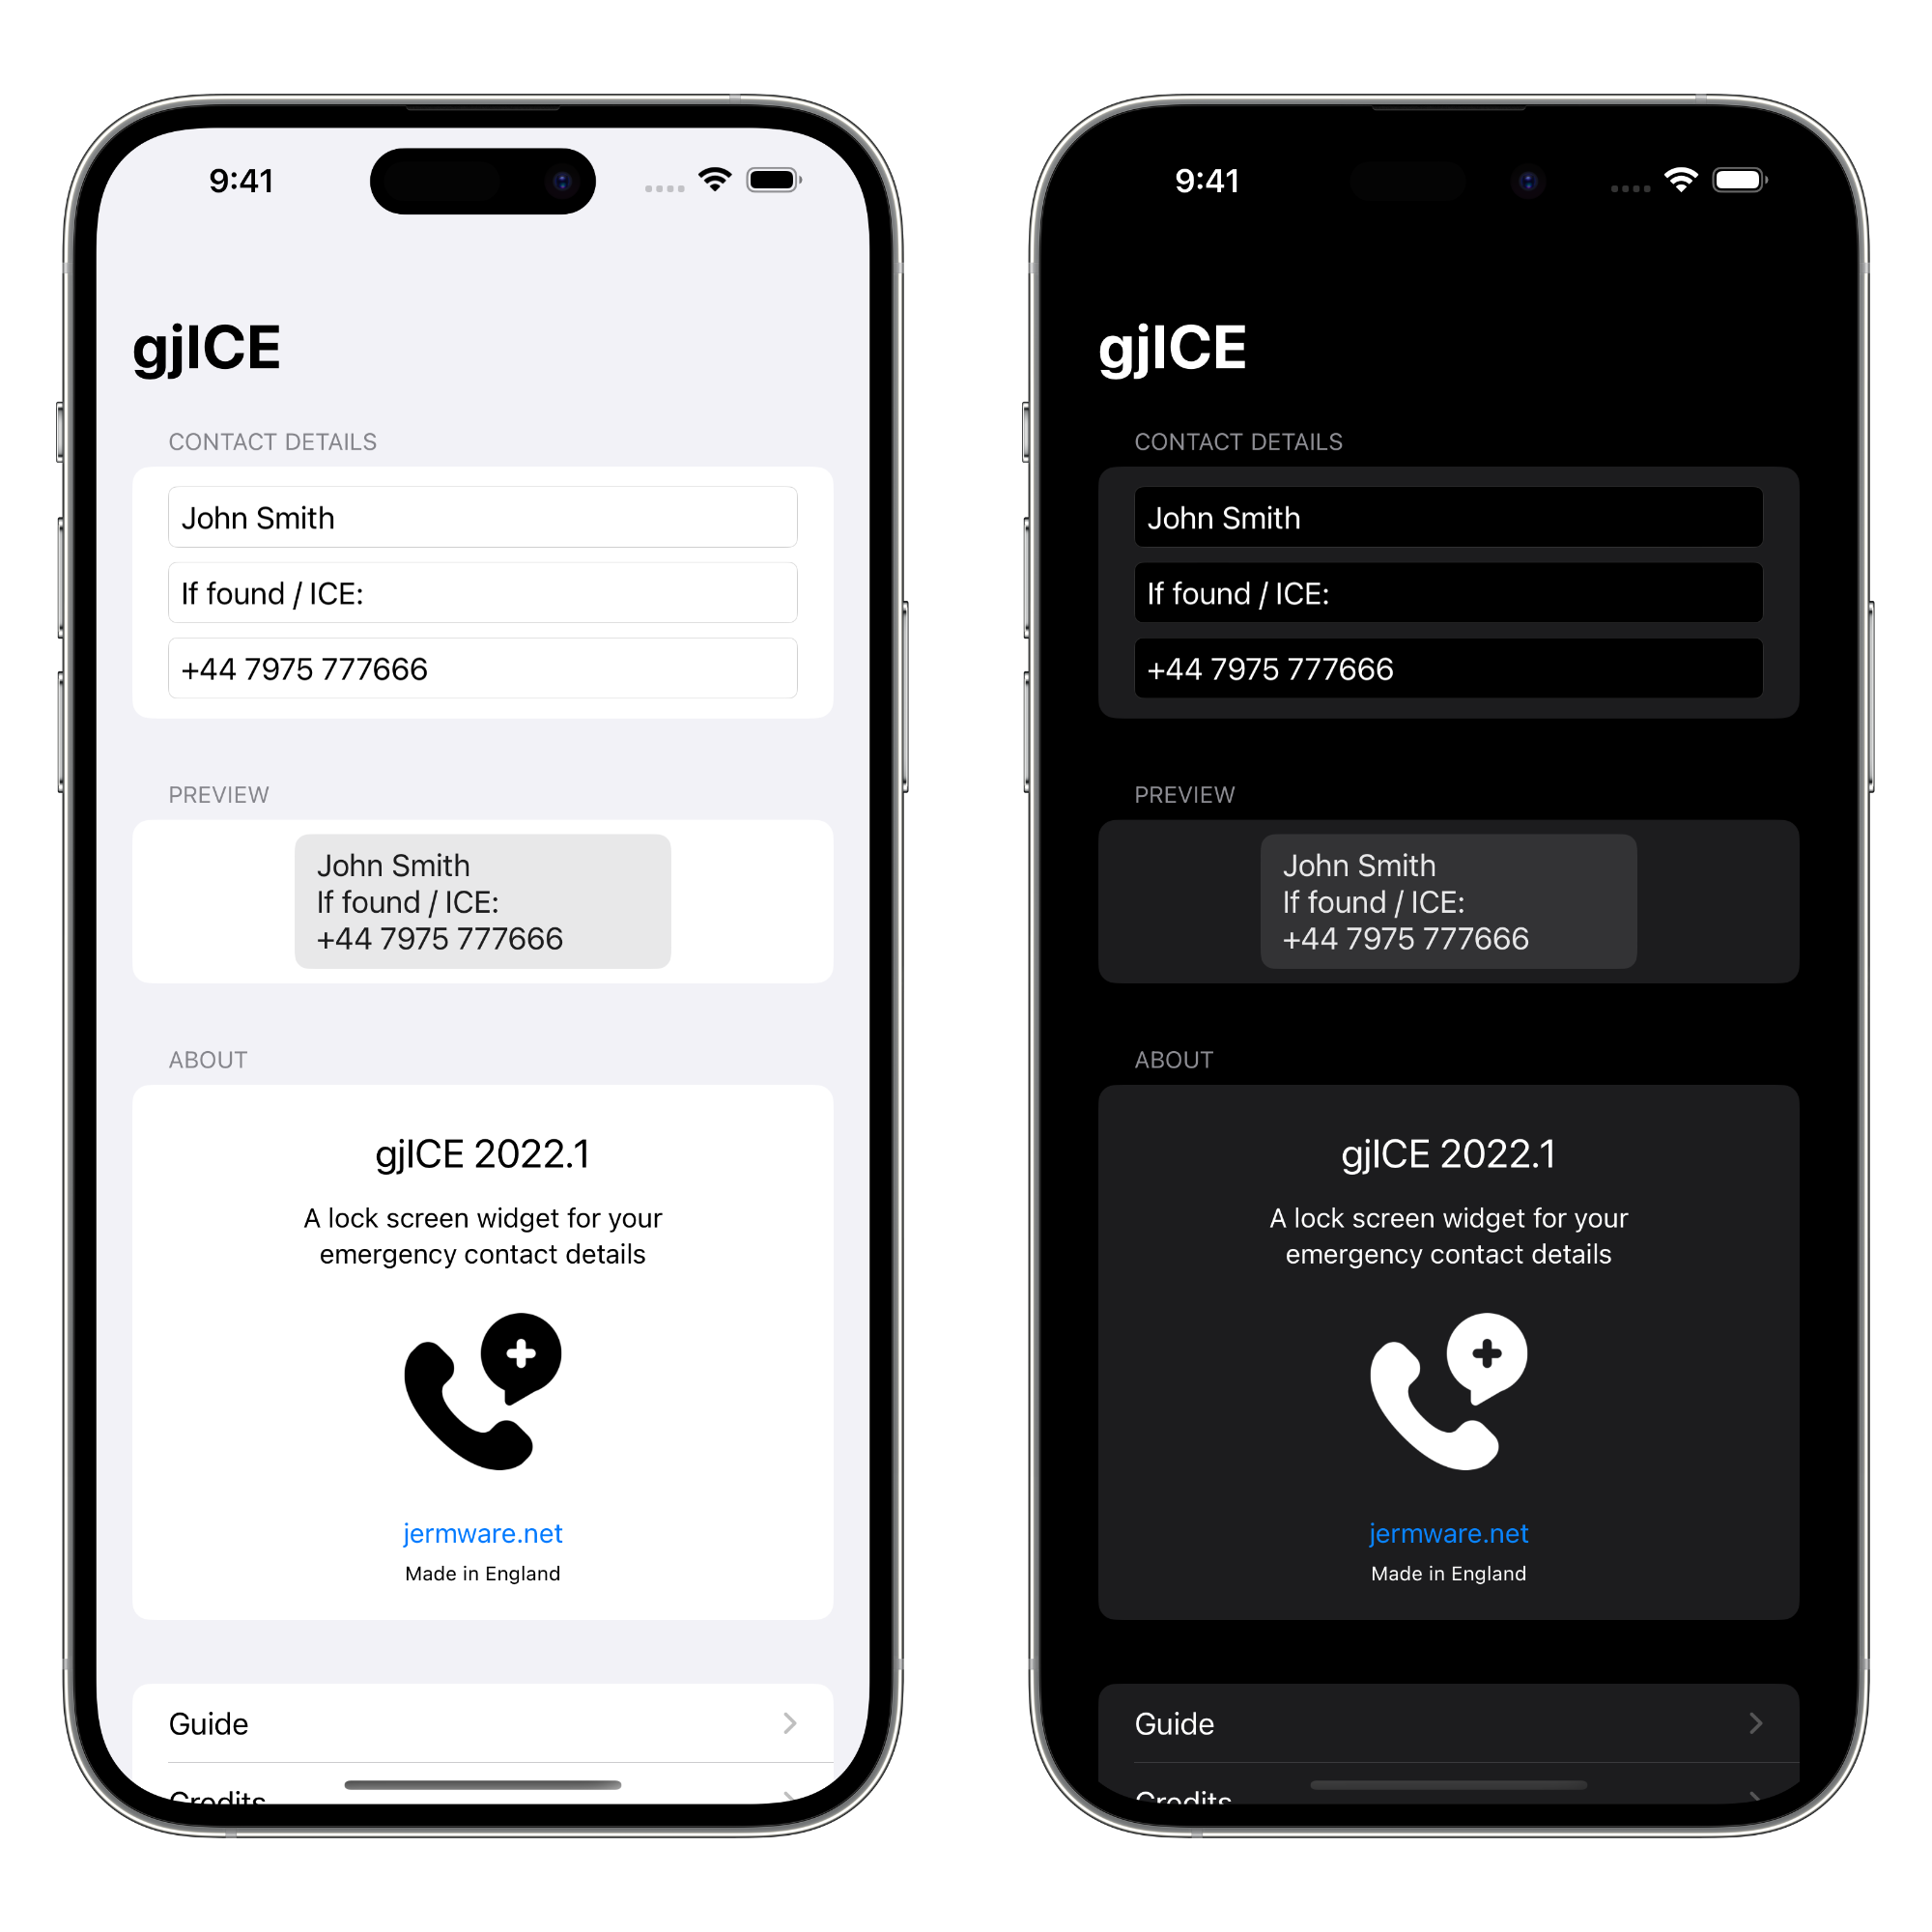 9:41
gjICE
CONTACT DETAILS
John Smith
If found / ICE:
+44 7975 777666
PREVIEW
John Smith
If found / ICE:
+44 7975 777666
ABOUT
gjICE 2022.1
A lock screen widget for your
emergency contact details
jermware.net
Made in England
Guide
Credits
9:41
gjICE
CONTACT DETAILS
John Smith
If found / ICE:
+44 7975 777666
PREVIEW
John Smith
If found / ICE:
+44 7975 777666
ABOUT
gjICE 2022.1
A lock screen widget for your
emergency contact details
jermware.net
Made in England
Guide
Credits